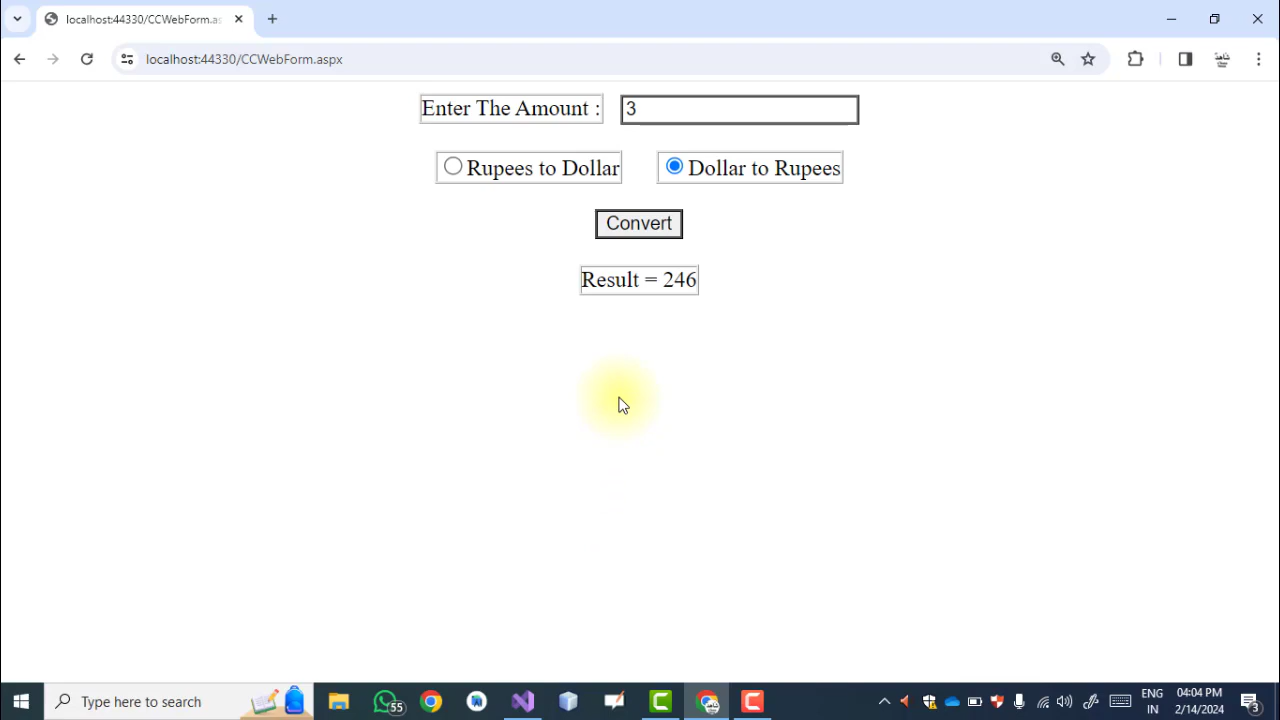 localhost:44330/CCWebForm.as
localhost:44330/CCWebForm.aspx
Enter The Amount : 3
Rupees to Dollar Dollar to Rupees
Convert
Result = 246
Type here to search
55
ENG
IN
04:04 PM
2/14/2024
3